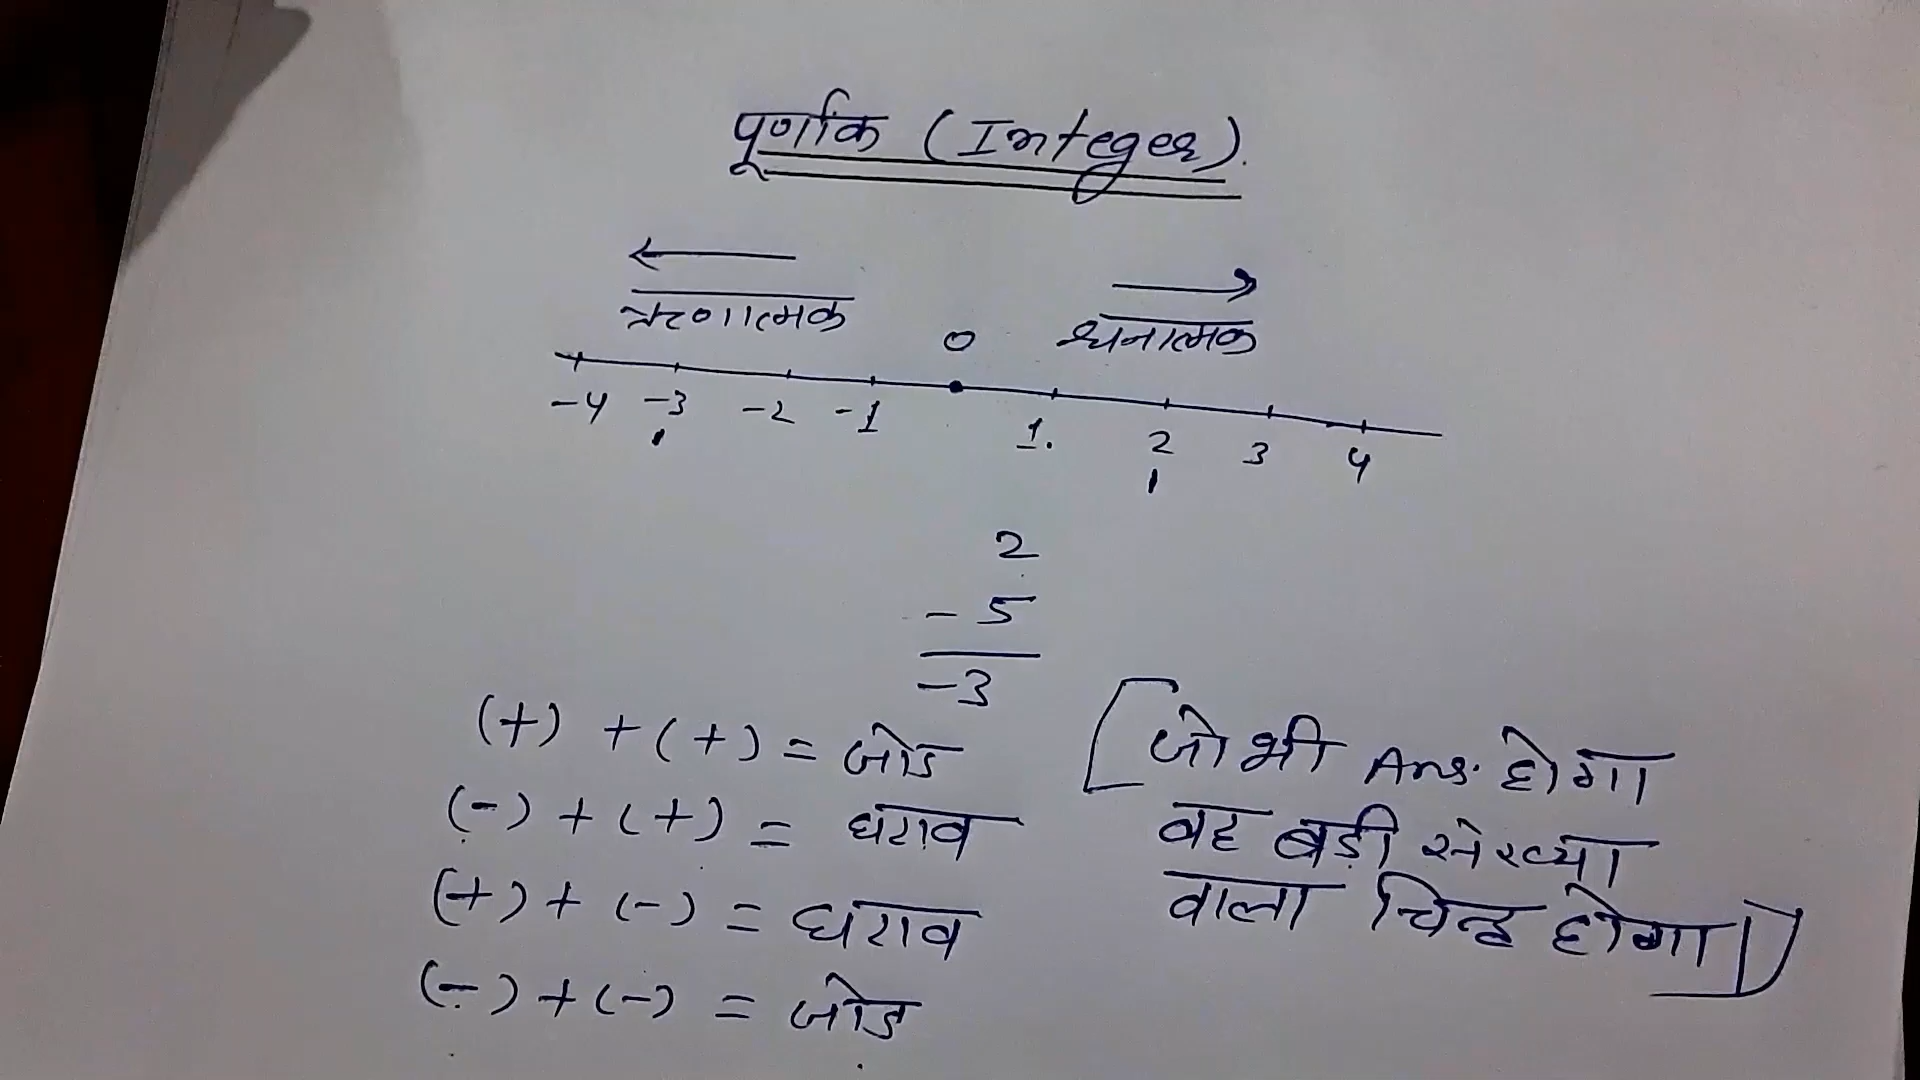 पूर्णांक (Integer).
ऋणात्मक
धनात्मक
0
-4 -3 -2 -1 1. 2 3 4
2
- 5
-3
(+) + (+) = जोड
(-) + (+) = घटाव
(+) + (-) = घटाव
(-) + (-) = जोड
[जो भी Ans. होगा
वह बड़ी संख्या
वाला चिन्ह होगा]